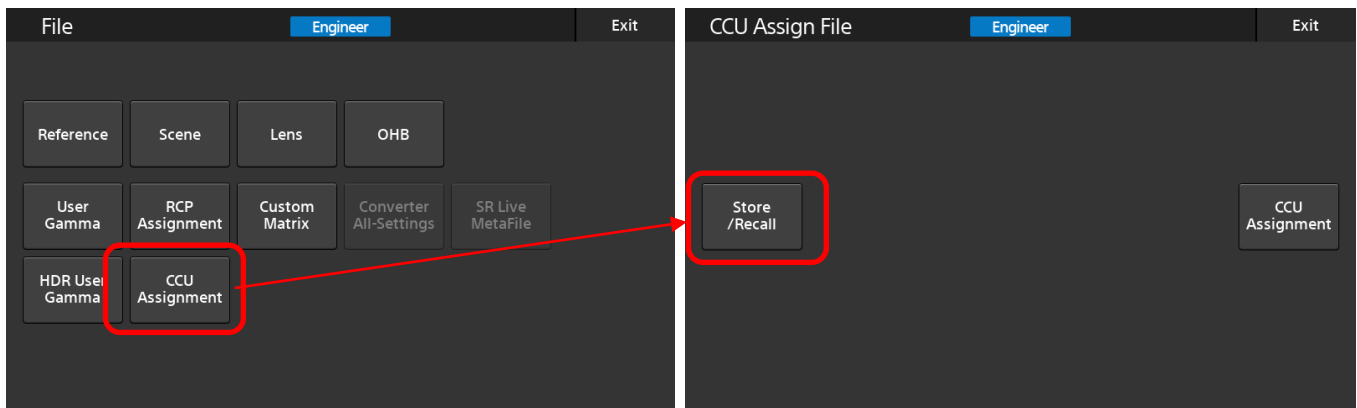 File
Engineer
Exit
Reference
Scene
Lens
OHB
User
Gamma
RCP
Assignment
Custom
Matrix
Converter
All-Settings
SR Live
MetaFile
HDR User
Gamma
CCU
Assignment
CCU Assign File
Engineer
Exit
Store
/Recall
CCU
Assignment